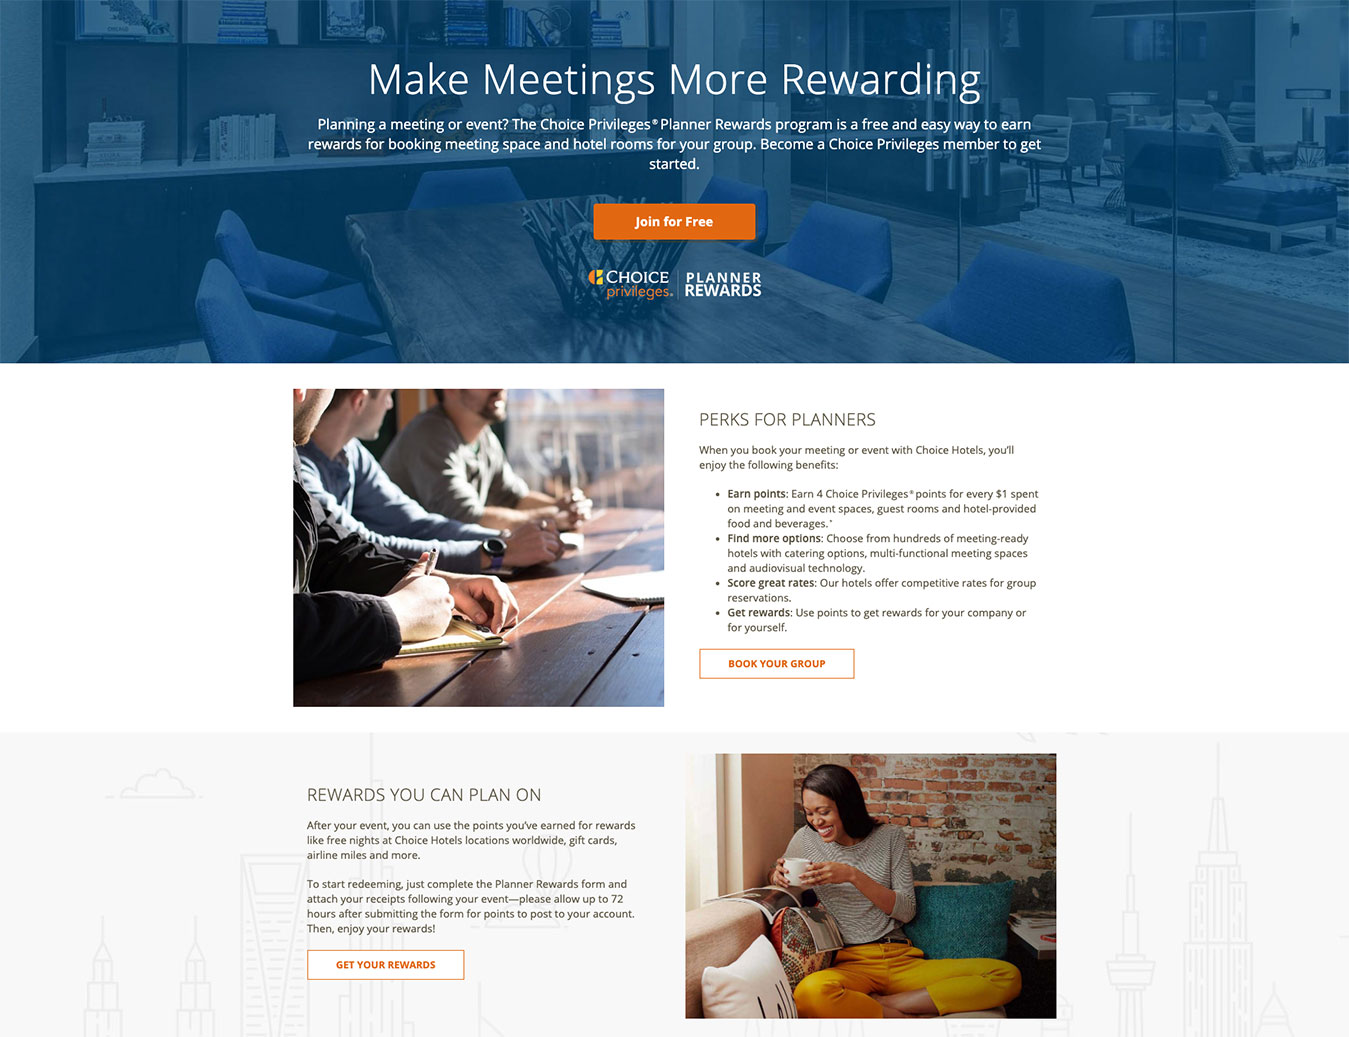 Make Meetings More Rewarding
Planning a meeting or event? The Choice Privileges® Planner Rewards program is a free and easy way to earn
rewards for booking meeting space and hotel rooms for your group. Become a Choice Privileges member to get
started.
Join for Free
CHOICE privileges. PLANNER REWARDS
PERKS FOR PLANNERS
When you book your meeting or event with Choice Hotels, you'll
enjoy the following benefits:
• Earn points: Earn 4 Choice Privileges® points for every $1 spent
on meeting and event spaces, guest rooms and hotel-provided
food and beverages.*
• Find more options: Choose from hundreds of meeting-ready
hotels with catering options, multi-functional meeting spaces
and audiovisual technology.
• Score great rates: Our hotels offer competitive rates for group
reservations.
• Get rewards: Use points to get rewards for your company or
for yourself.
BOOK YOUR GROUP
REWARDS YOU CAN PLAN ON
After your event, you can use the points you've earned for rewards
like free nights at Choice Hotels locations worldwide, gift cards,
airline miles and more.
To start redeeming, just complete the Planner Rewards form and
attach your receipts following your event—please allow up to 72
hours after submitting the form for points to post to your account.
Then, enjoy your rewards!
GET YOUR REWARDS